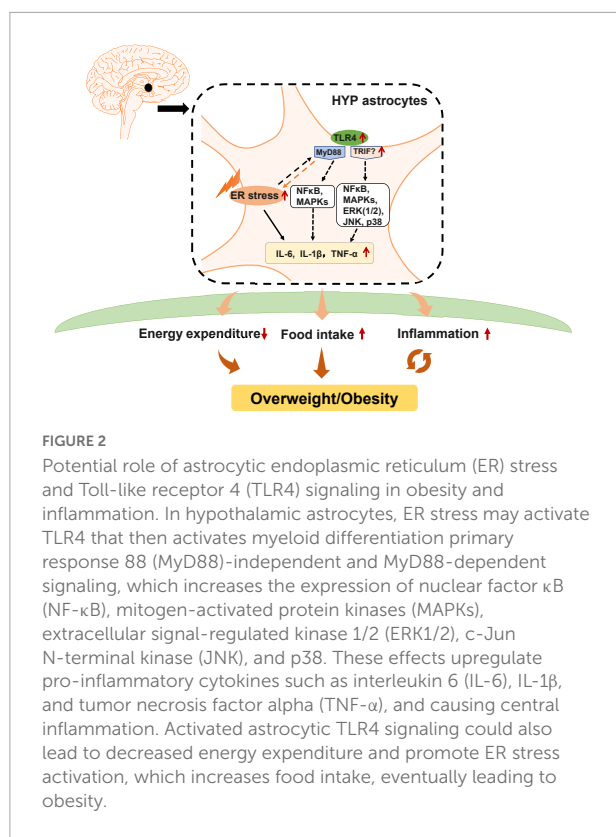 HYP astrocytes
TLR4
MyD88 TRIF?
ER stress
NFκB,
MAPKs
NFκB,
MAPKs,
ERK(1/2),
JNK, p38
IL-6, IL-1β, TNF-α
Energy expenditure Food intake Inflammation
Overweight/Obesity
FIGURE 2
Potential role of astrocytic endoplasmic reticulum (ER) stress
and Toll-like receptor 4 (TLR4) signaling in obesity and
inflammation. In hypothalamic astrocytes, ER stress may activate
TLR4 that then activates myeloid differentiation primary
response 88 (MyD88)-independent and MyD88-dependent
signaling, which increases the expression of nuclear factor κB
(NF-κB), mitogen-activated protein kinases (MAPKs),
extracellular signal-regulated kinase 1/2 (ERK1/2), c-Jun
N-terminal kinase (JNK), and p38. These effects upregulate
pro-inflammatory cytokines such as interleukin 6 (IL-6), IL-1β,
and tumor necrosis factor alpha (TNF-α), and causing central
inflammation. Activated astrocytic TLR4 signaling could also
lead to decreased energy expenditure and promote ER stress
activation, which increases food intake, eventually leading to
obesity.